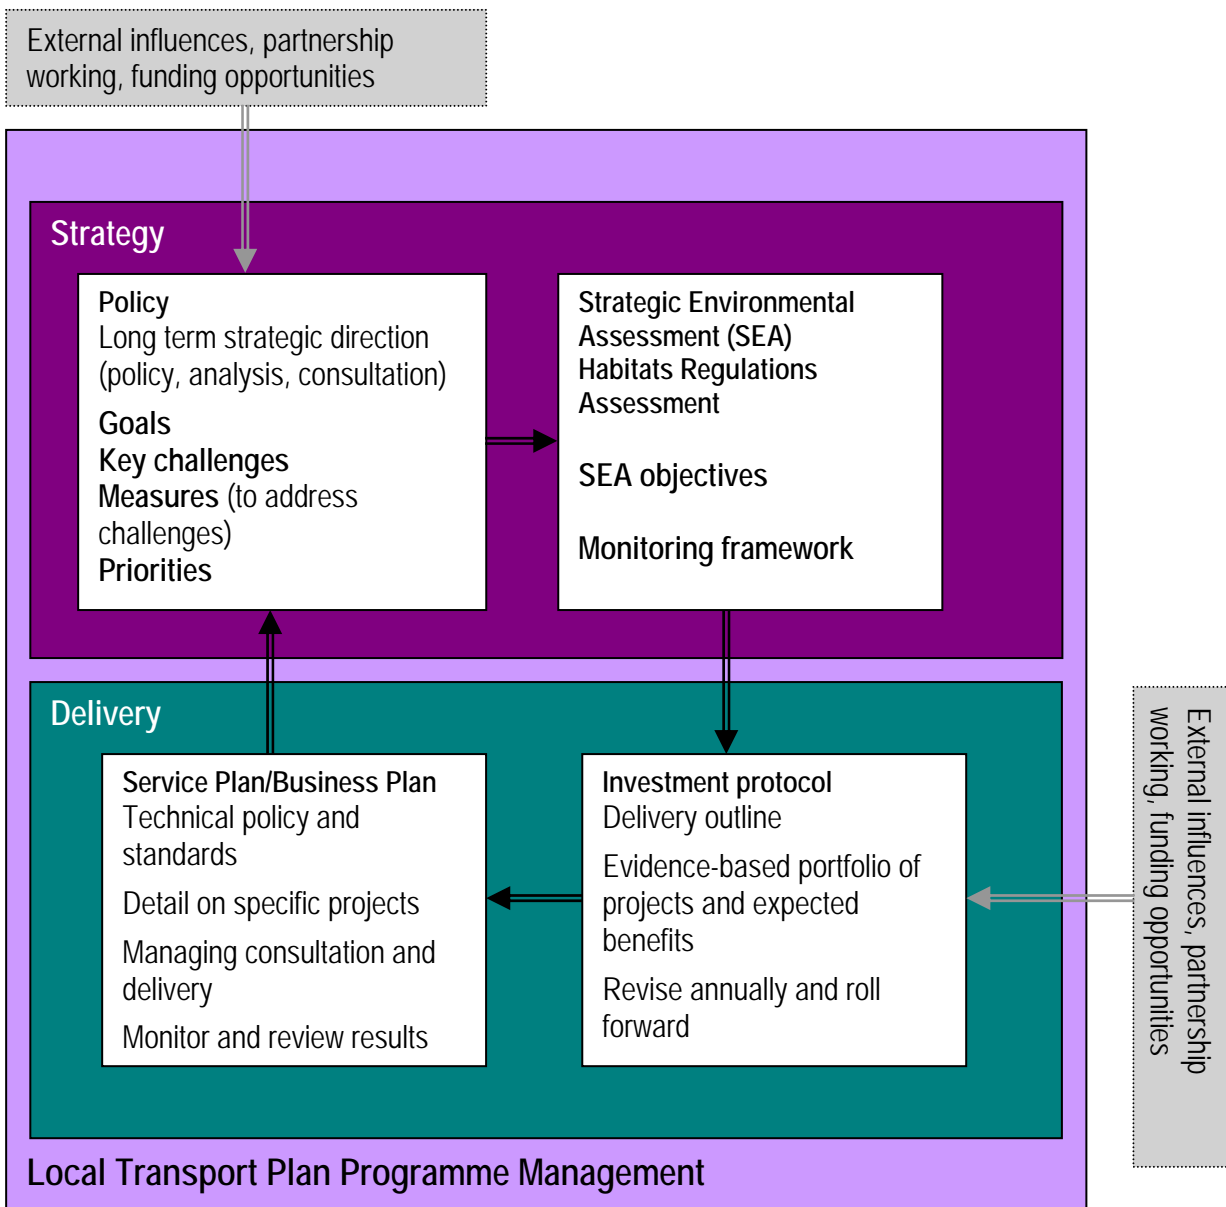 External influences, partnership
working, funding opportunities
Strategy
Policy
Long term strategic direction
(policy, analysis, consultation)
Goals
Key challenges
Measures (to address
challenges)
Priorities
Strategic Environmental
Assessment (SEA)
Habitats Regulations
Assessment
SEA objectives
Monitoring framework
Delivery
Service Plan/Business Plan
Technical policy and
standards
Detail on specific projects
Managing consultation and
delivery
Monitor and review results
Investment protocol
Delivery outline
Evidence-based portfolio of
projects and expected
benefits
Revise annually and roll
forward
External influences, partnership
working, funding opportunities
Local Transport Plan Programme Management